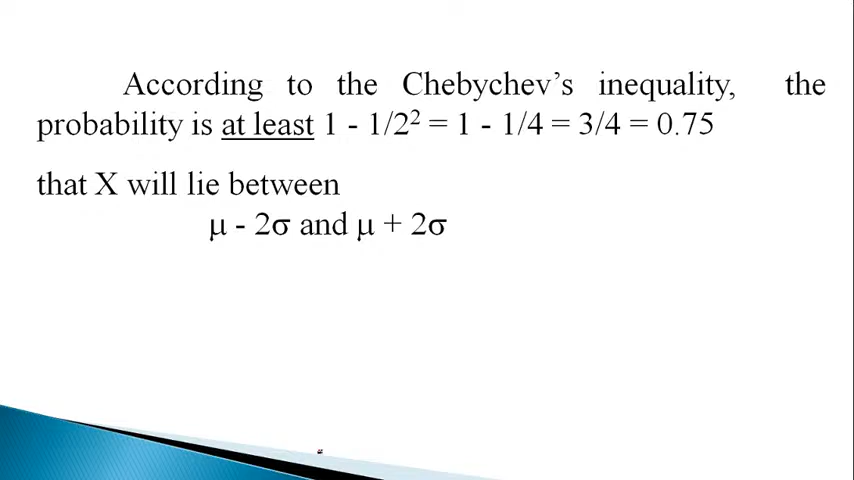 According to the Chebychev's inequality, the
probability is at least 1 - 1/2² = 1 - 1/4 = 3/4 = 0.75
that X will lie between
μ - 2σ and μ + 2σ